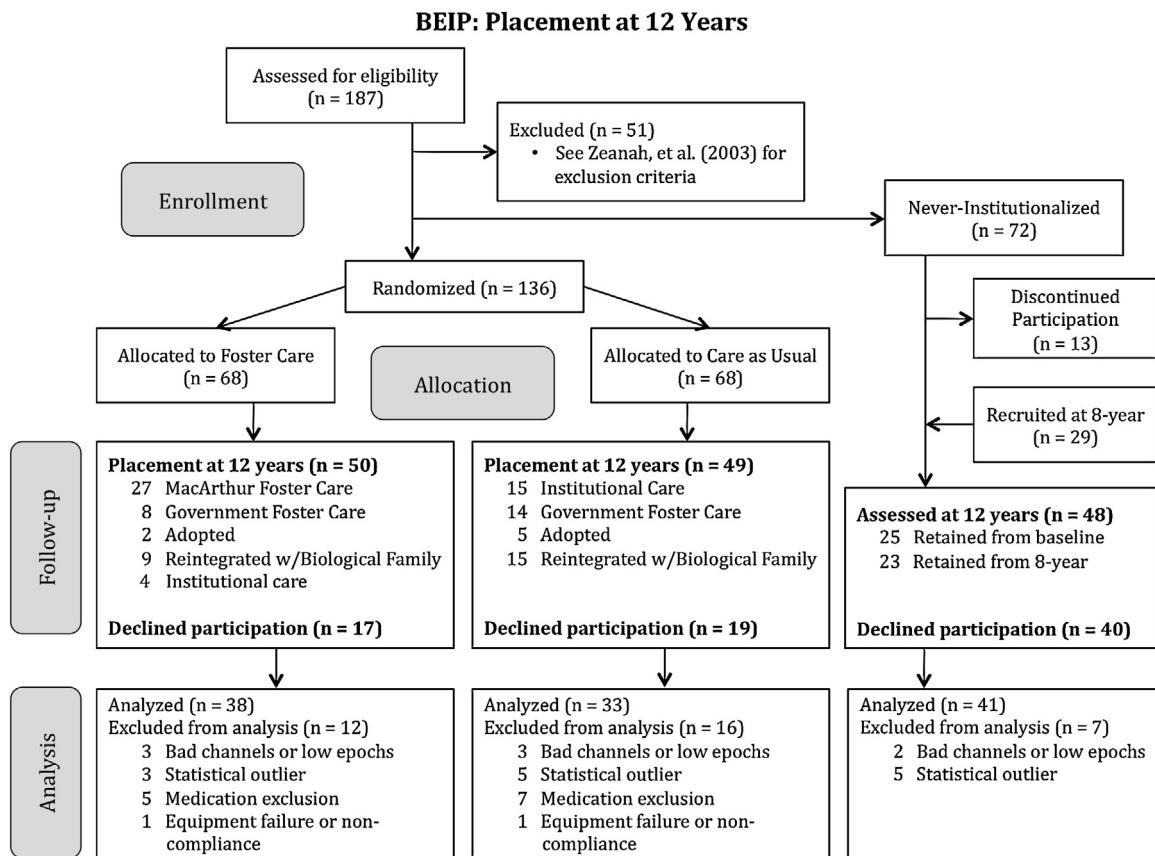 BEIP: Placement at 12 Years
Assessed for eligibility
(n = 187)
Excluded (n = 51)
• See Zeanah, et al. (2003) for
exclusion criteria
Enrollment
Never-Institutionalized
(n = 72)
Randomized (n = 136)
Discontinued
Participation
(n = 13)
Allocated to Foster Care
(n = 68)
Allocation
Allocated to Care as Usual
(n = 68)
Recruited at 8-year
(n = 29)
Follow-up
Placement at 12 years (n = 50)
27 MacArthur Foster Care
8 Government Foster Care
2 Adopted
9 Reintegrated w/Biological Family
4 Institutional care
Declined participation (n = 17)
Placement at 12 years (n = 49)
15 Institutional Care
14 Government Foster Care
5 Adopted
15 Reintegrated w/Biological Family
Declined participation (n = 19)
Assessed at 12 years (n = 48)
25 Retained from baseline
23 Retained from 8-year
Declined participation (n = 40)
Analysis
Analyzed (n = 38)
Excluded from analysis (n = 12)
3 Bad channels or low epochs
3 Statistical outlier
5 Medication exclusion
1 Equipment failure or non-
compliance
Analyzed (n = 33)
Excluded from analysis (n = 16)
3 Bad channels or low epochs
5 Statistical outlier
7 Medication exclusion
1 Equipment failure or non-
compliance
Analyzed (n = 41)
Excluded from analysis (n = 7)
2 Bad channels or low epochs
5 Statistical outlier